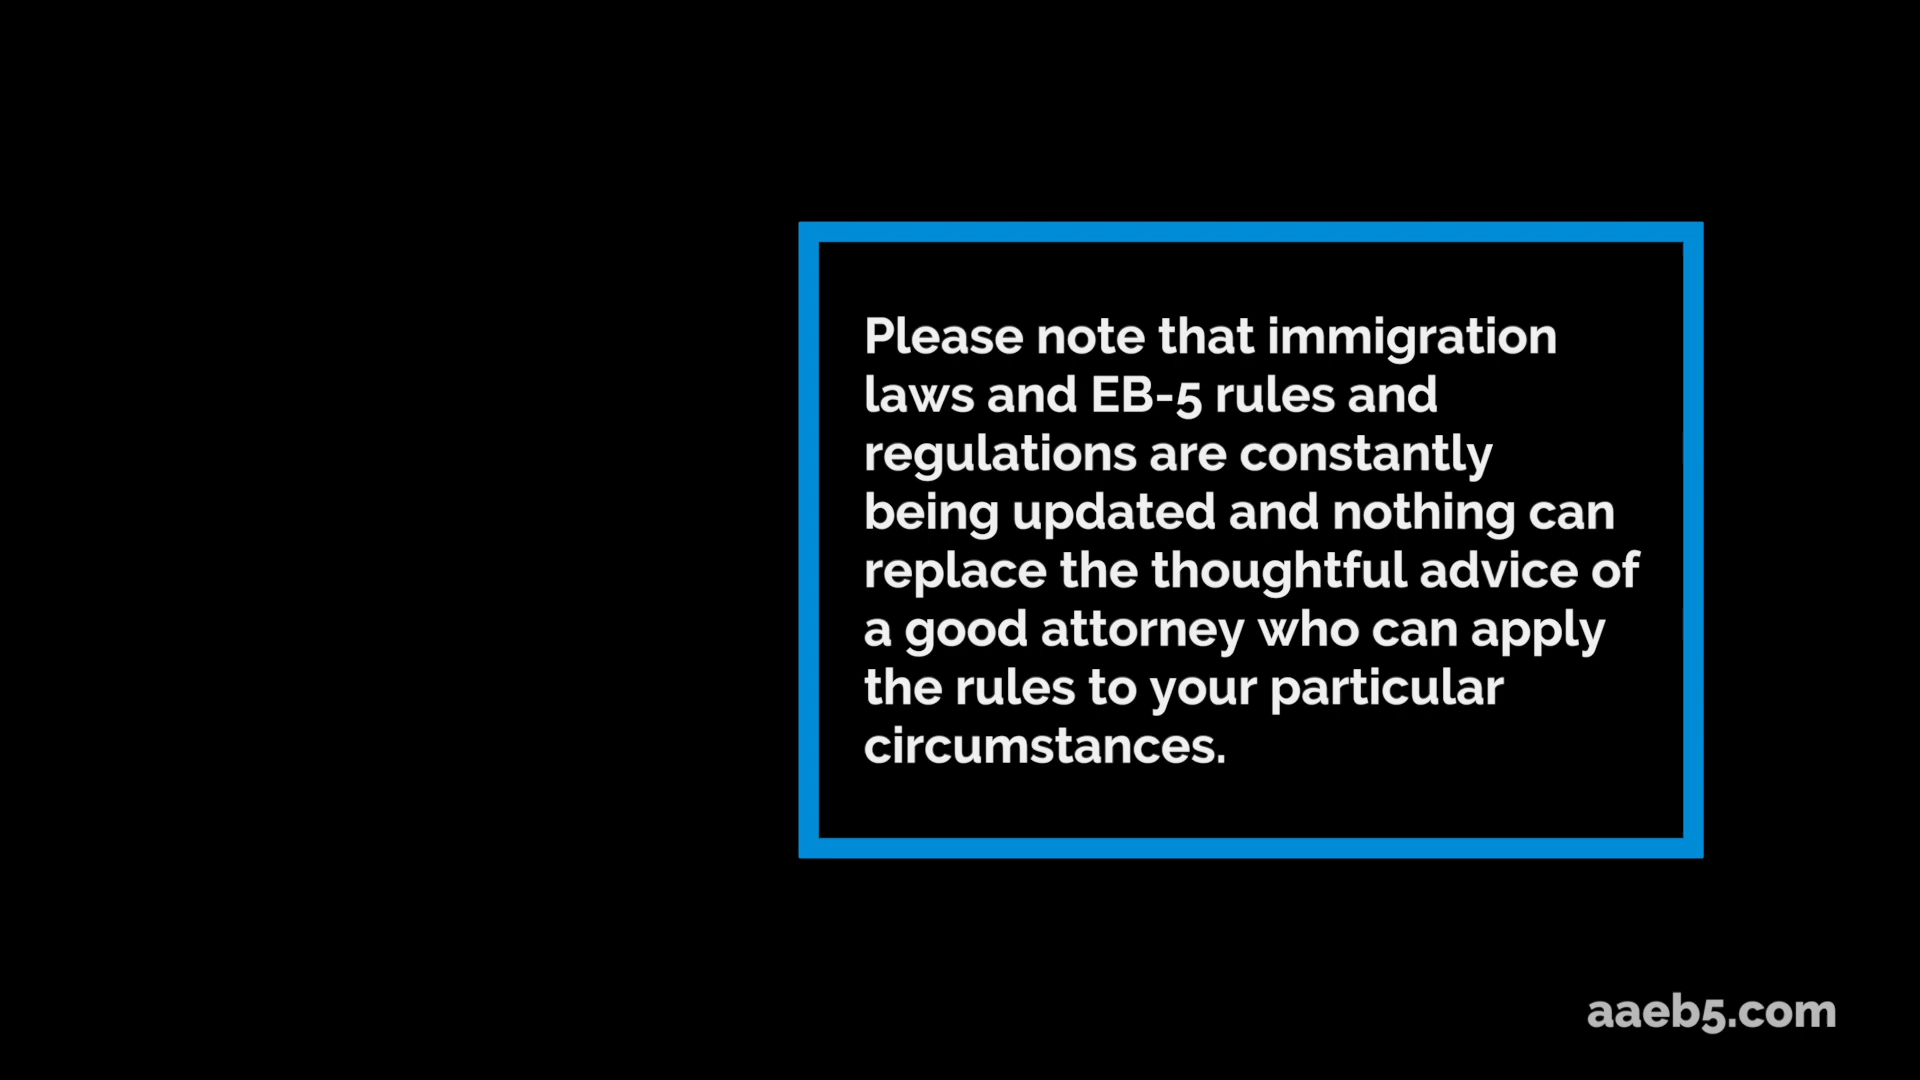 Please note that immigration
laws and EB-5 rules and
regulations are constantly
being updated and nothing can
replace the thoughtful advice of
a good attorney who can apply
the rules to your particular
circumstances.
aaeb5.com